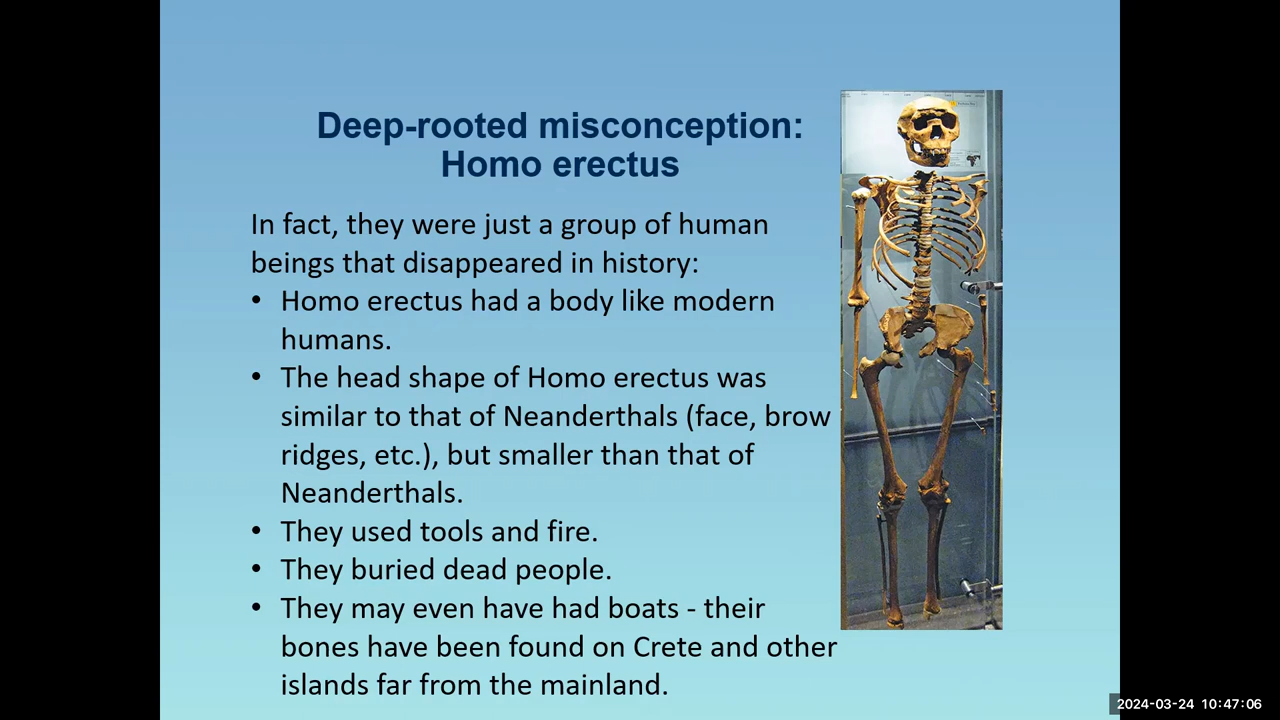 Deep-rooted misconception:
Homo erectus
In fact, they were just a group of human
beings that disappeared in history:
• Homo erectus had a body like modern
humans.
• The head shape of Homo erectus was
similar to that of Neanderthals (face, brow
ridges, etc.), but smaller than that of
Neanderthals.
• They used tools and fire.
• They buried dead people.
• They may even have had boats - their
bones have been found on Crete and other
islands far from the mainland.
2024-03-24 10:47:06